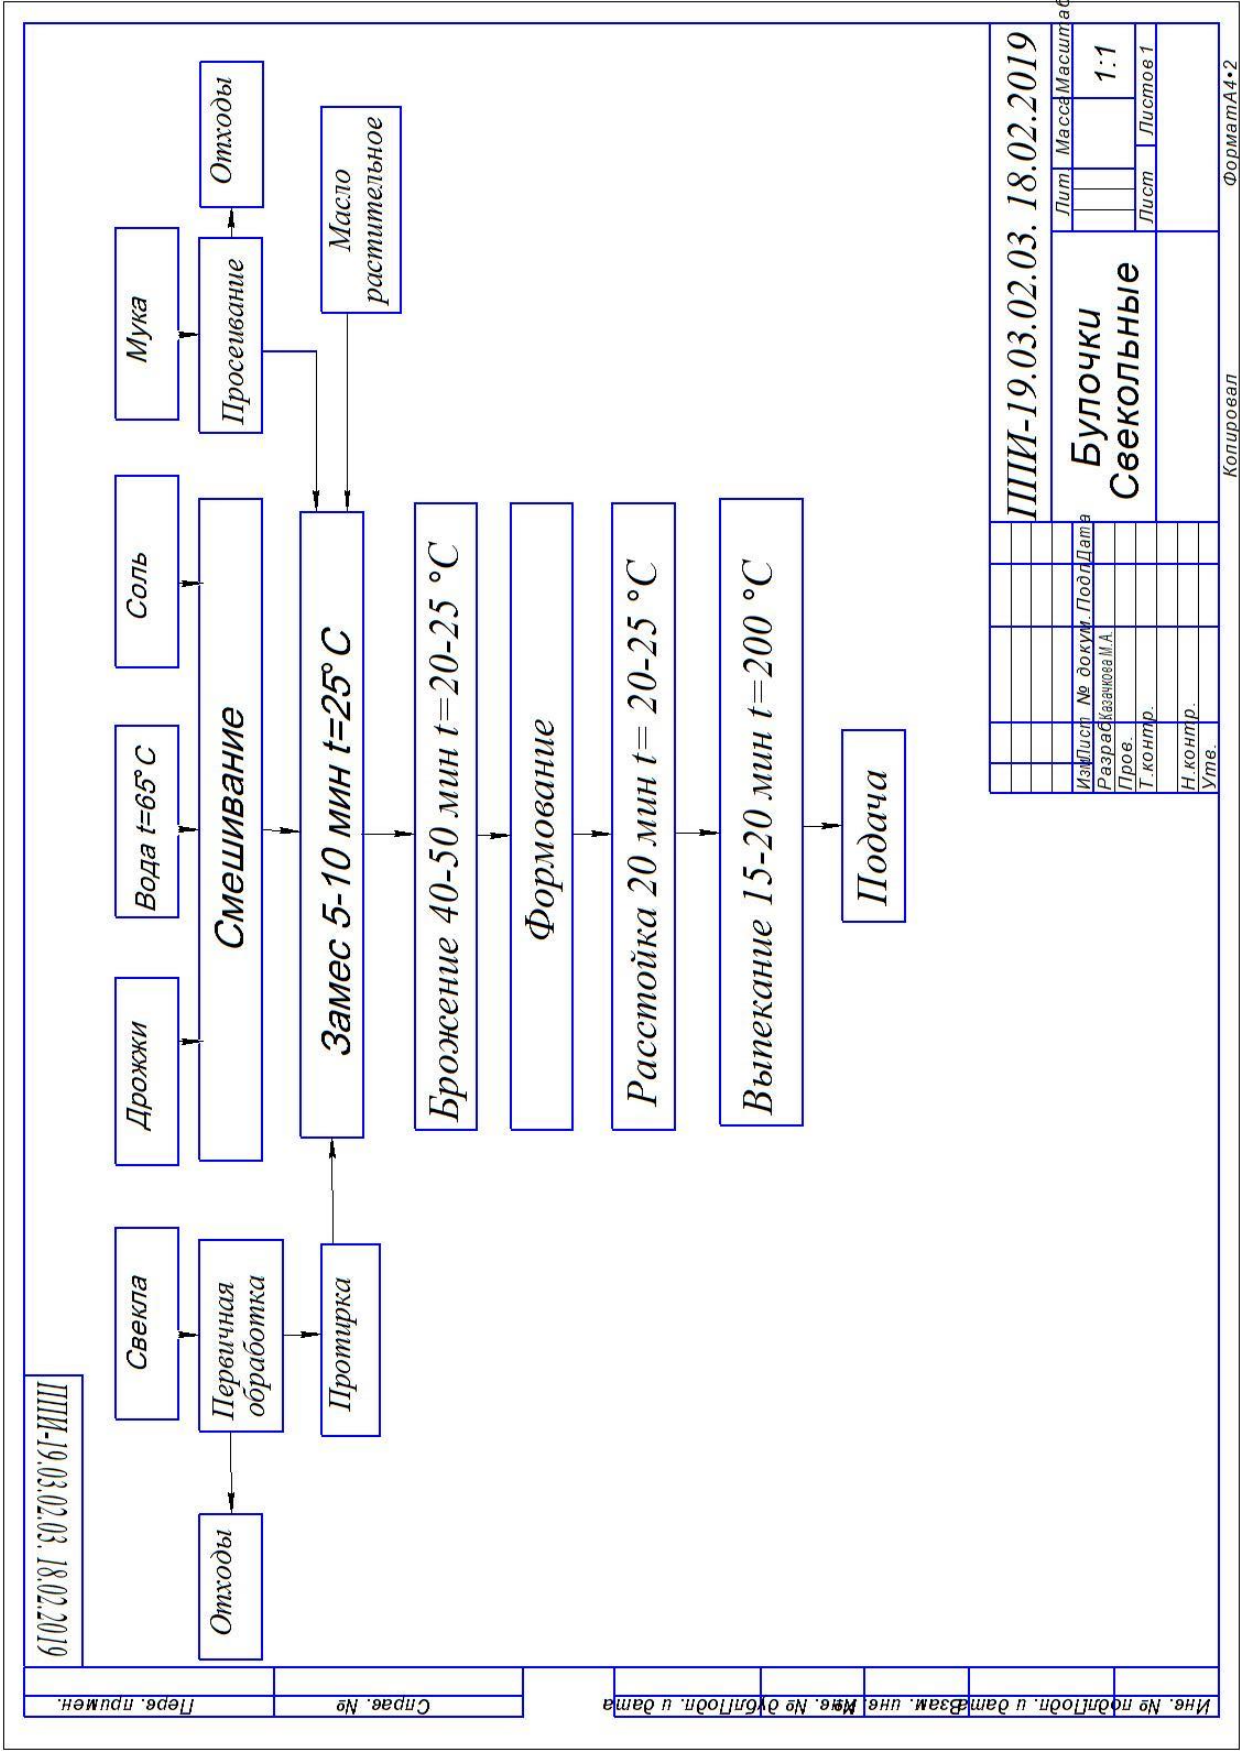 ППИ-19.03.02.03. 18.02.2019
Свекла
Дрожжи
Вода t=65°C
Соль
Мука
Отходы
Первичная
обработка
Смешивание
Просеивание
Отходы
Протирка
Замес 5-10 мин t=25°C
Масло
растительное
Брожение 40-50 мин t=20-25 °C
Формование
Расстойка 20 мин t= 20-25 °C
Выпекание 15-20 мин t=200 °C
Подача
ППИ-19.03.02.03. 18.02.2019
Изм Лист № докум. Подп Дата
Разраб Казачкова М.А.
Пров.
Т.контр.
Н.контр.
Утв.
Булочки
Свекольные
Лит. Масса Масштаб
1:1
Лист Листов 1
Копировал
Формат А4•2
Перв. примен.
Справ. №
Подп. и дата
Инв. № дубл
Взам. инв. №
Подп. и дата
Инв. № подл